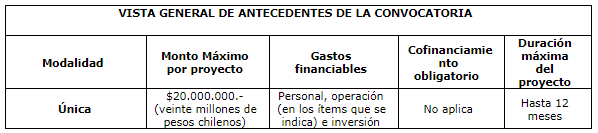 VISTA GENERAL DE ANTECEDENTES DE LA CONVOCATORIA
Modalidad
Monto Máximo
por proyecto
Gastos
financiables
Cofinanciamie
nto
obligatorio
Duración
máxima
del
proyecto
Única
$20.000.000.-
(veinte millones de
pesos chilenos)
Personal, operación
(en los ítems que se
indica) e inversión
No aplica
Hasta 12
meses